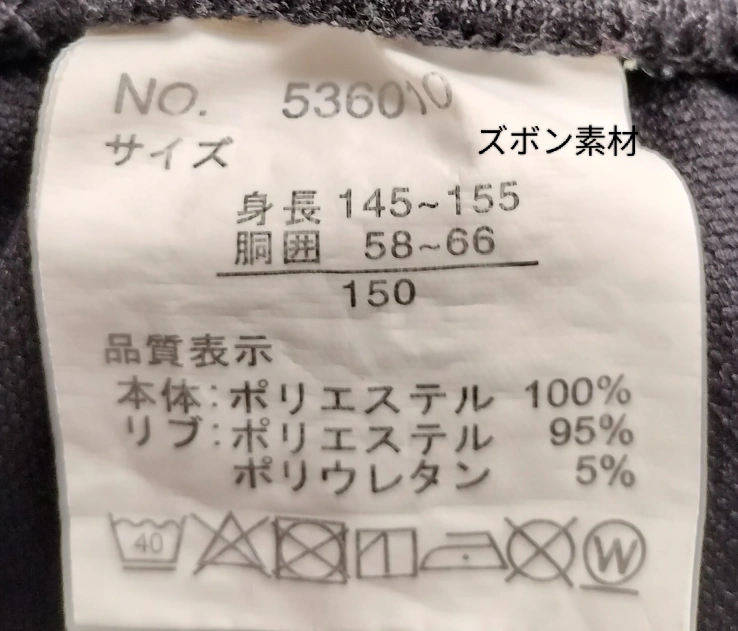 NO. 536010
ズボン素材
サイズ
身長 145~155
胴囲 58~66
150
品質表示
本体:ポリエステル 100%
リブ:ポリエステル 95%
ポリウレタン 5%
40
W